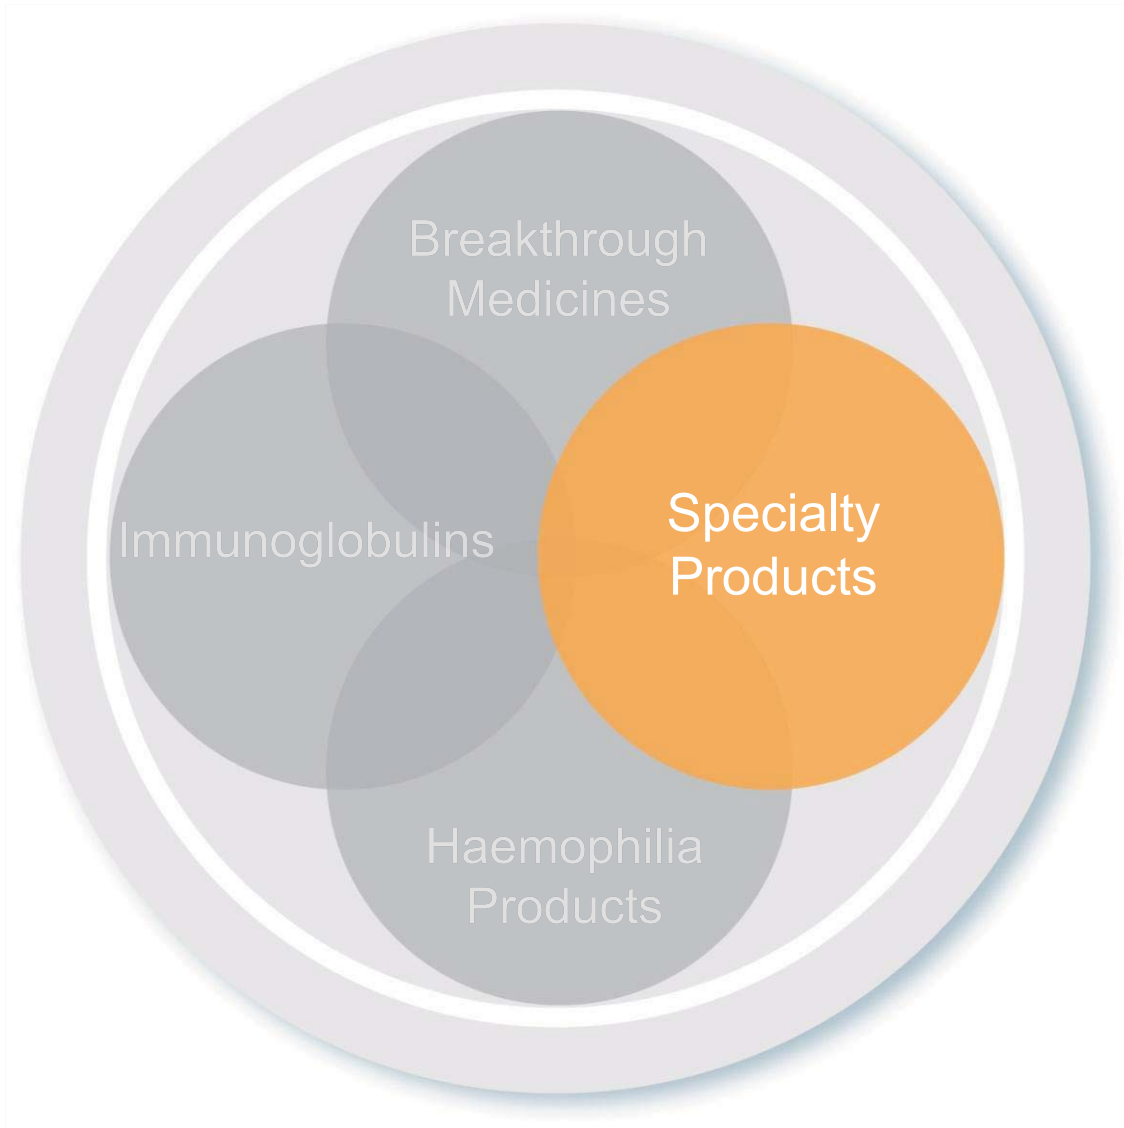 Breakthrough
Medicines
Immunoglobulins
Specialty
Products
Haemophilia
Products